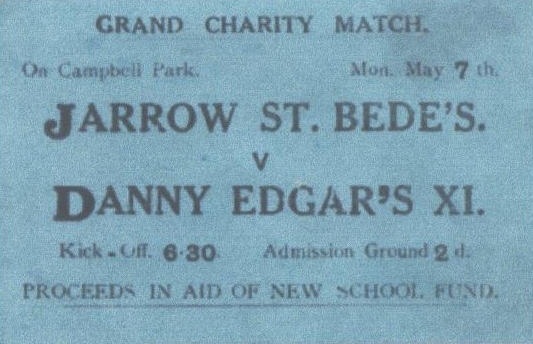 GRAND CHARITY MATCH.
On Campbell Park. Mon. May 7 th.
JARROW ST. BEDE'S.
V
DANNY EDGAR'S XI.
Kick-Off. 6.30. Admission Ground 2 d.
PROCEEDS IN AID OF NEW SCHOOL FUND.